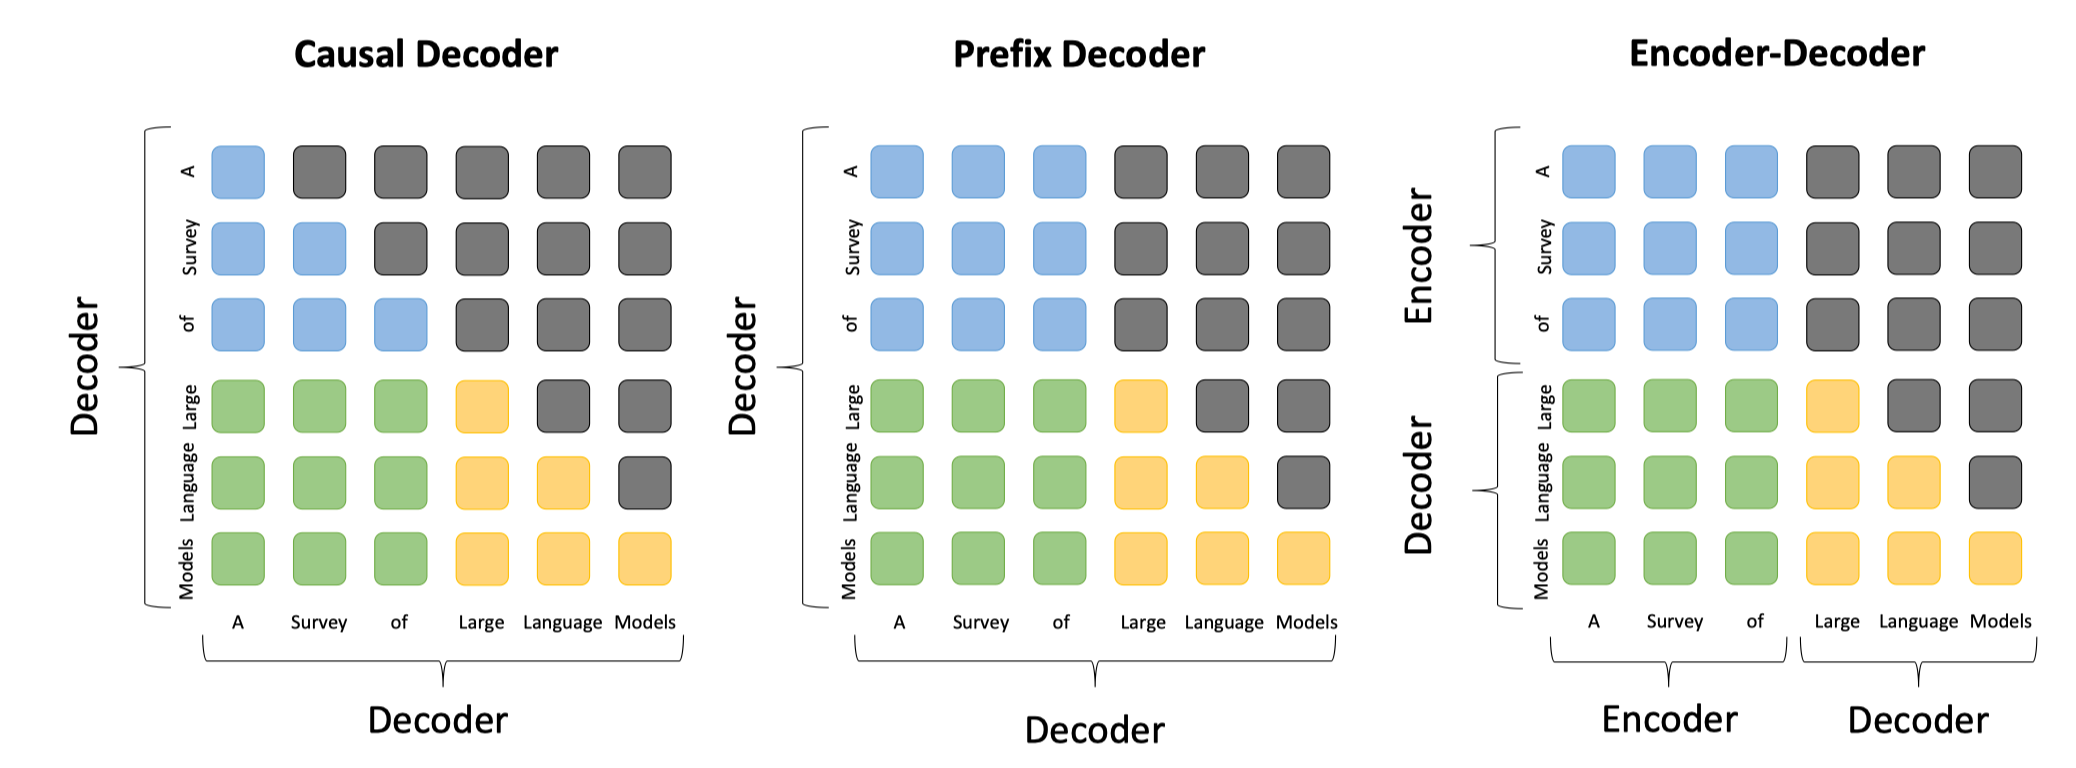 Causal Decoder
Decoder
A
Survey
of
Large
Language
Models
A Survey of Large Language Models
Decoder
Prefix Decoder
Decoder
A
Survey
of
Large
Language
Models
A Survey of Large Language Models
Decoder
Encoder-Decoder
Encoder
Decoder
A
Survey
of
Large
Language
Models
A Survey of Large Language Models
Encoder
Decoder